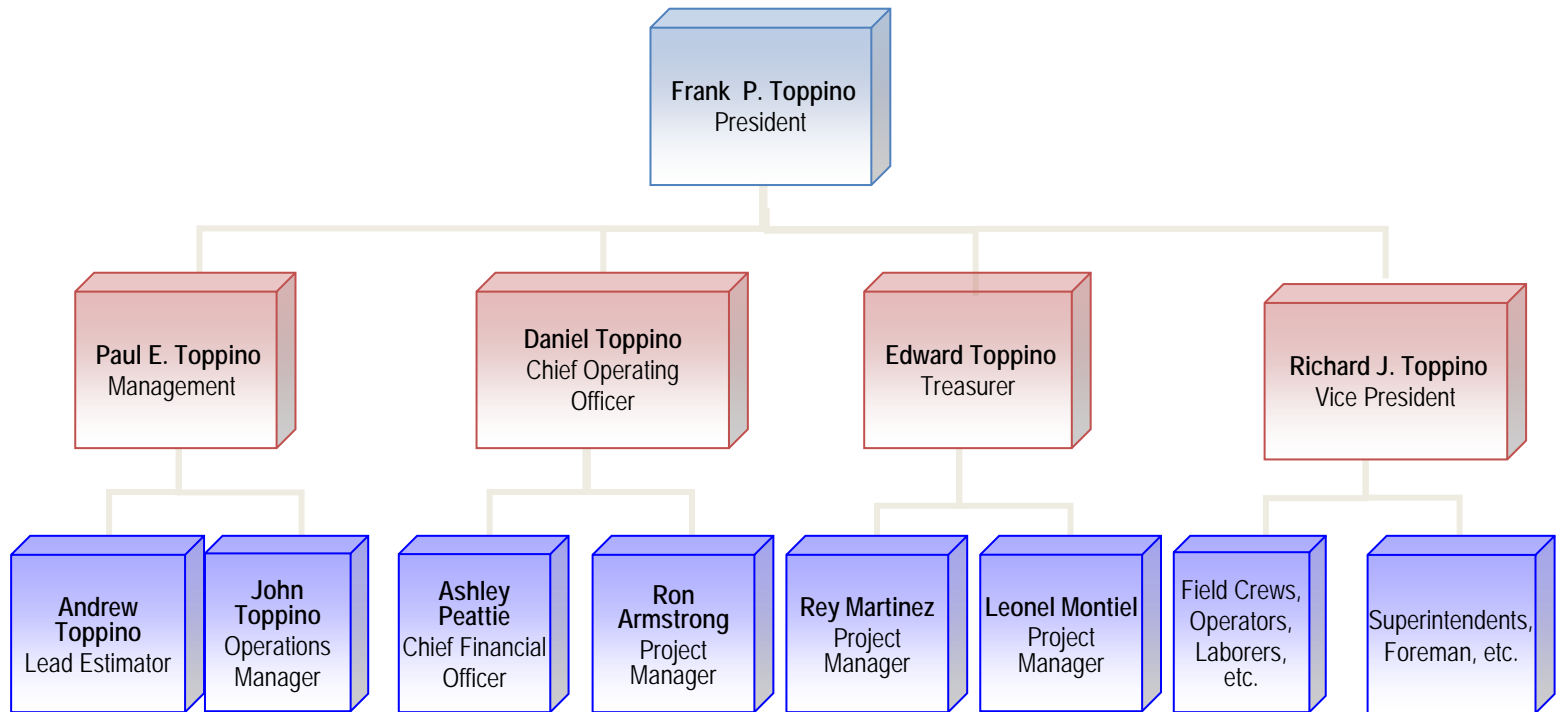 Frank P. Toppino
President
Paul E. Toppino
Management
Daniel Toppino
Chief Operating
Officer
Edward Toppino
Treasurer
Richard J. Toppino
Vice President
Andrew
Toppino
Lead Estimator
John
Toppino
Operations
Manager
Ashley
Peattie
Chief Financial
Officer
Ron
Armstrong
Project
Manager
Rey Martinez
Project
Manager
Leonel Montiel
Project
Manager
Field Crews,
Operators,
Laborers,
etc.
Superintendents,
Foreman, etc.